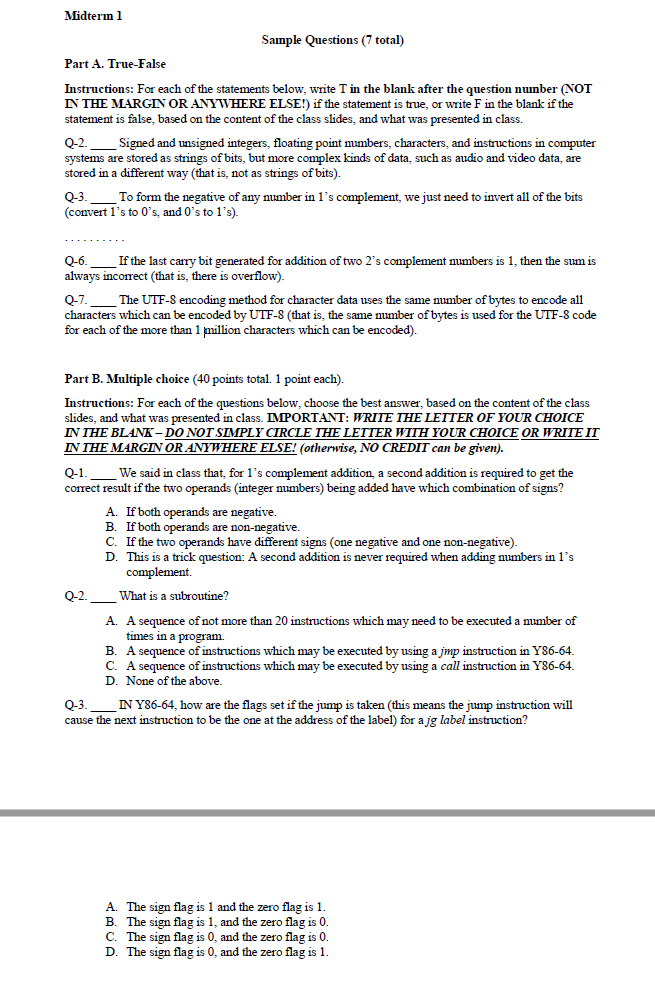 Midterm 1
Sample Questions (7 total)
Part A. True-False
Instructions: For each of the statements below, write T in the blank after the question number (NOT
IN THE MARGIN OR ANYWHERE ELSE!) if the statement is true, or write F in the blank if the
statement is false, based on the content of the class slides, and what was presented in class.
Q-2. ____ Signed and unsigned integers, floating point numbers, characters, and instructions in computer
systems are stored as strings of bits, but more complex kinds of data, such as audio and video data, are
stored in a different way (that is, not as strings of bits).
Q-3. ____ To form the negative of any number in 1's complement, we just need to invert all of the bits
(convert 1's to 0's, and 0's to 1's).
. . . . . . . . . .
Q-6. ____ If the last carry bit generated for addition of two 2's complement numbers is 1, then the sum is
always incorrect (that is, there is overflow).
Q-7. ____ The UTF-8 encoding method for character data uses the same number of bytes to encode all
characters which can be encoded by UTF-8 (that is, the same number of bytes is used for the UTF-8 code
for each of the more than 1 million characters which can be encoded).
Part B. Multiple choice (40 points total. 1 point each).
Instructions: For each of the questions below, choose the best answer, based on the content of the class
slides, and what was presented in class. IMPORTANT: WRITE THE LETTER OF YOUR CHOICE
IN THE BLANK – DO NOT SIMPLY CIRCLE THE LETTER WITH YOUR CHOICE OR WRITE IT
IN THE MARGIN OR ANYWHERE ELSE! (otherwise, NO CREDIT can be given).
Q-1. ____ We said in class that, for 1's complement addition, a second addition is required to get the
correct result if the two operands (integer numbers) being added have which combination of signs?
A. If both operands are negative.
B. If both operands are non-negative.
C. If the two operands have different signs (one negative and one non-negative).
D. This is a trick question: A second addition is never required when adding numbers in 1's
complement.
Q-2. ____ What is a subroutine?
A. A sequence of not more than 20 instructions which may need to be executed a number of
times in a program.
B. A sequence of instructions which may be executed by using a jmp instruction in Y86-64.
C. A sequence of instructions which may be executed by using a call instruction in Y86-64.
D. None of the above.
Q-3. ____ IN Y86-64, how are the flags set if the jump is taken (this means the jump instruction will
cause the next instruction to be the one at the address of the label) for a jg label instruction?
A. The sign flag is 1 and the zero flag is 1.
B. The sign flag is 1, and the zero flag is 0.
C. The sign flag is 0, and the zero flag is 0.
D. The sign flag is 0, and the zero flag is 1.